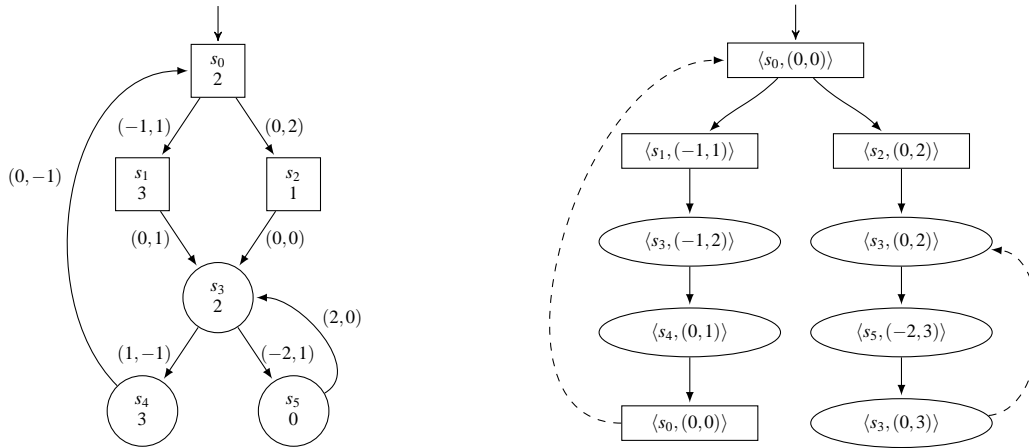 s₀
2
(−1,1)
(0,2)
s₁
3
s₂
1
(0,−1)
(0,1)
(0,0)
s₃
2
(2,0)
(1,−1)
(−2,1)
s₄
3
s₅
0
⟨s₀,(0,0)⟩
⟨s₁,(−1,1)⟩
⟨s₂,(0,2)⟩
⟨s₃,(−1,2)⟩
⟨s₃,(0,2)⟩
⟨s₄,(0,1)⟩
⟨s₅,(−2,3)⟩
⟨s₀,(0,0)⟩
⟨s₃,(0,3)⟩